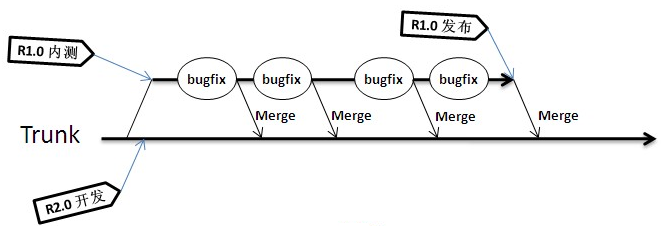 R1.0 内测
R1.0 发布
bugfix
bugfix
bugfix
bugfix
Merge
Merge
Merge
Merge
Trunk
R2.0 开发